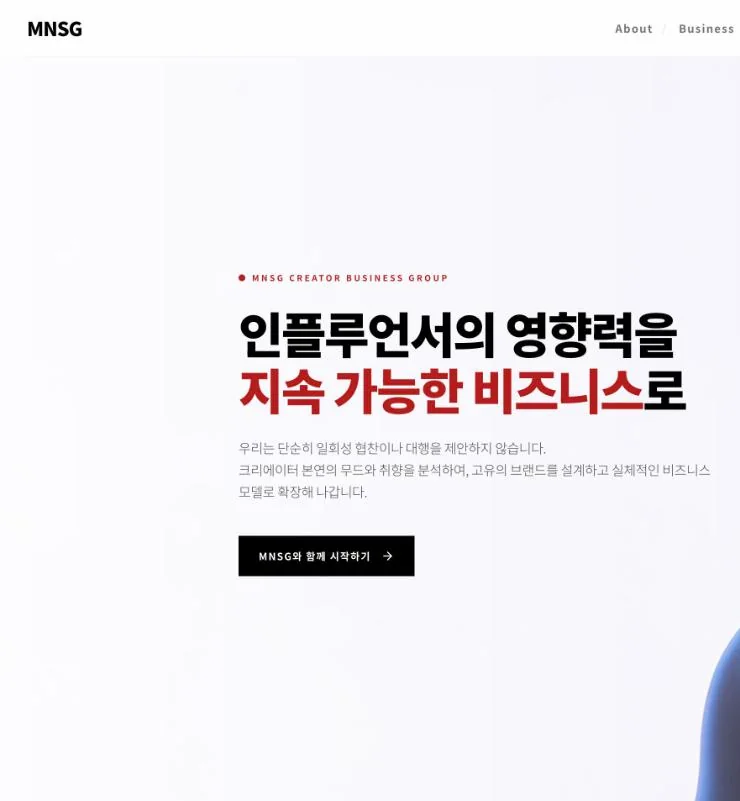 MNSG
About / Business
MNSG CREATOR BUSINESS GROUP
인플루언서의 영향력을
지속 가능한 비즈니스로
우리는 단순히 일회성 협찬이나 대행을 제안하지 않습니다.
크리에이터 본연의 무드와 취향을 분석하여, 고유의 브랜드를 설계하고 실체적인 비즈니스
모델로 확장해 나갑니다.
MNSG와 함께 시작하기 →